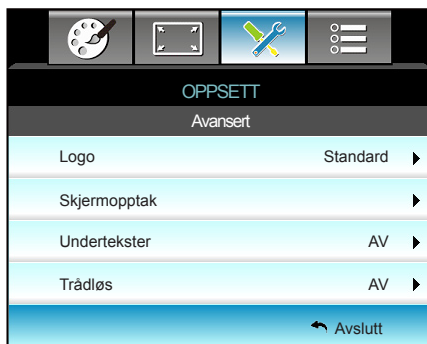 OPPSETT
Avansert
Logo Standard
Skjermopptak
Undertekster AV
Trådløs AV
Avslutt